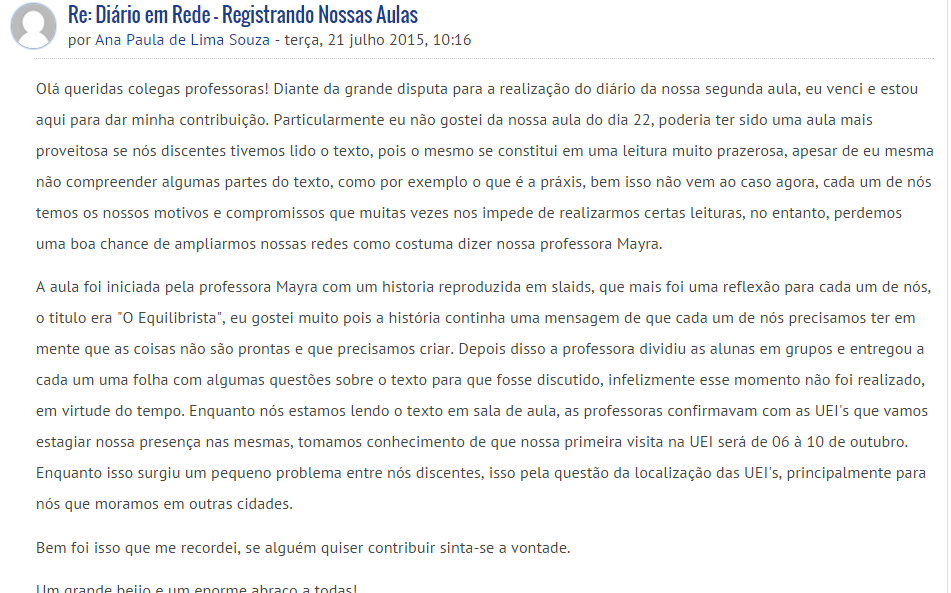 Re: Diário em Rede - Registrando Nossas Aulas
por Ana Paula de Lima Souza - terça, 21 julho 2015, 10:16
Olá queridas colegas professoras! Diante da grande disputa para a realização do diário da nossa segunda aula, eu venci e estou
aqui para dar minha contribuição. Particularmente eu não gostei da nossa aula do dia 22, poderia ter sido uma aula mais
proveitosa se nós discentes tivemos lido o texto, pois o mesmo se constitui em uma leitura muito prazerosa, apesar de eu mesma
não compreender algumas partes do texto, como por exemplo o que é a práxis, bem isso não vem ao caso agora, cada um de nós
temos os nossos motivos e compromissos que muitas vezes nos impede de realizarmos certas leituras, no entanto, perdemos
uma boa chance de ampliarmos nossas redes como costuma dizer nossa professora Mayra.
A aula foi iniciada pela professora Mayra com um historia reproduzida em slaids, que mais foi uma reflexão para cada um de nós,
o titulo era "O Equilibrista", eu gostei muito pois a história continha uma mensagem de que cada um de nós precisamos ter em
mente que as coisas não são prontas e que precisamos criar. Depois disso a professora dividiu as alunas em grupos e entregou a
cada um uma folha com algumas questões sobre o texto para que fosse discutido, infelizmente esse momento não foi realizado,
em virtude do tempo. Enquanto nós estamos lendo o texto em sala de aula, as professoras confirmavam com as UEI's que vamos
estagiar nossa presença nas mesmas, tomamos conhecimento de que nossa primeira visita na UEI será de 06 à 10 de outubro.
Enquanto isso surgiu um pequeno problema entre nós discentes, isso pela questão da localização das UEI's, principalmente para
nós que moramos em outras cidades.
Bem foi isso que me recordei, se alguém quiser contribuir sinta-se a vontade.
Um grande beijo e um enorme abraço a todas!